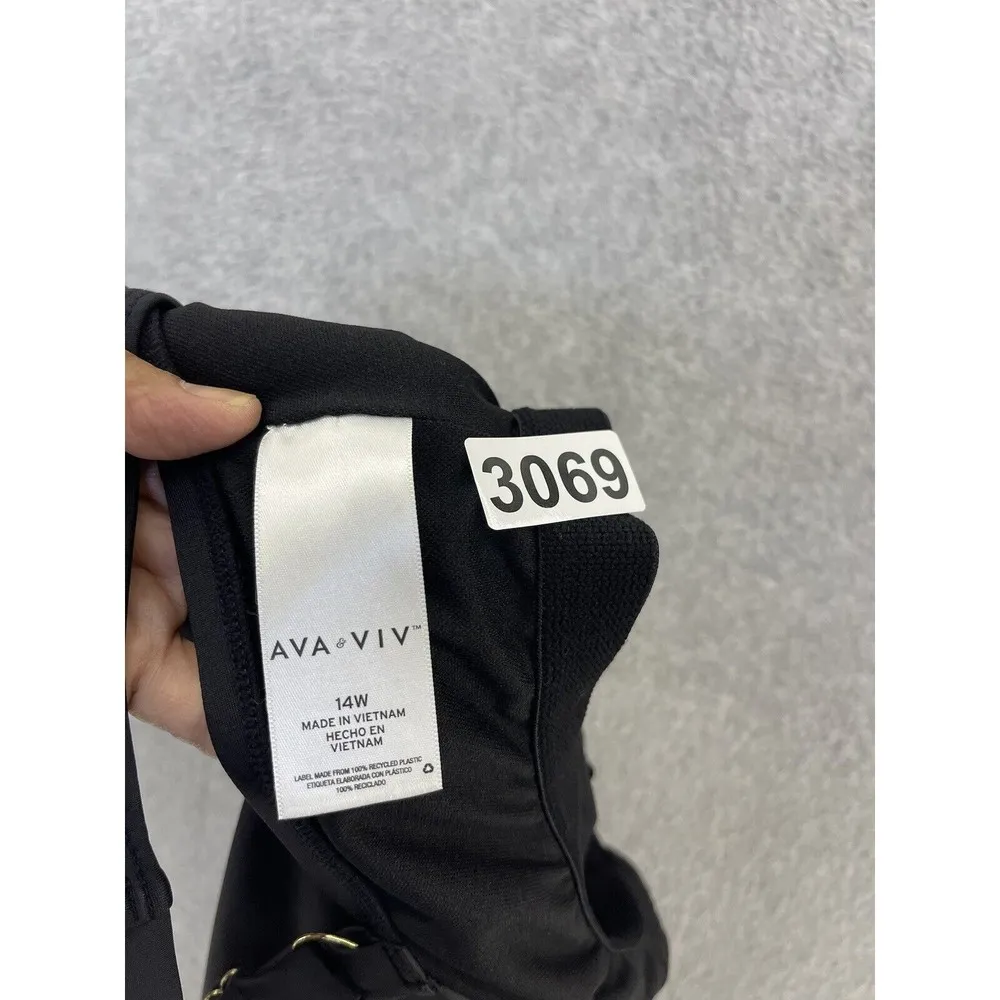 3069
AVA & VIV™
14W
MADE IN VIETNAM
HECHO EN
VIETNAM
LABEL MADE FROM 100% RECYCLED PLASTIC
ETIQUETA ELABORADA CON PLÁSTICO
100% RECICLADO